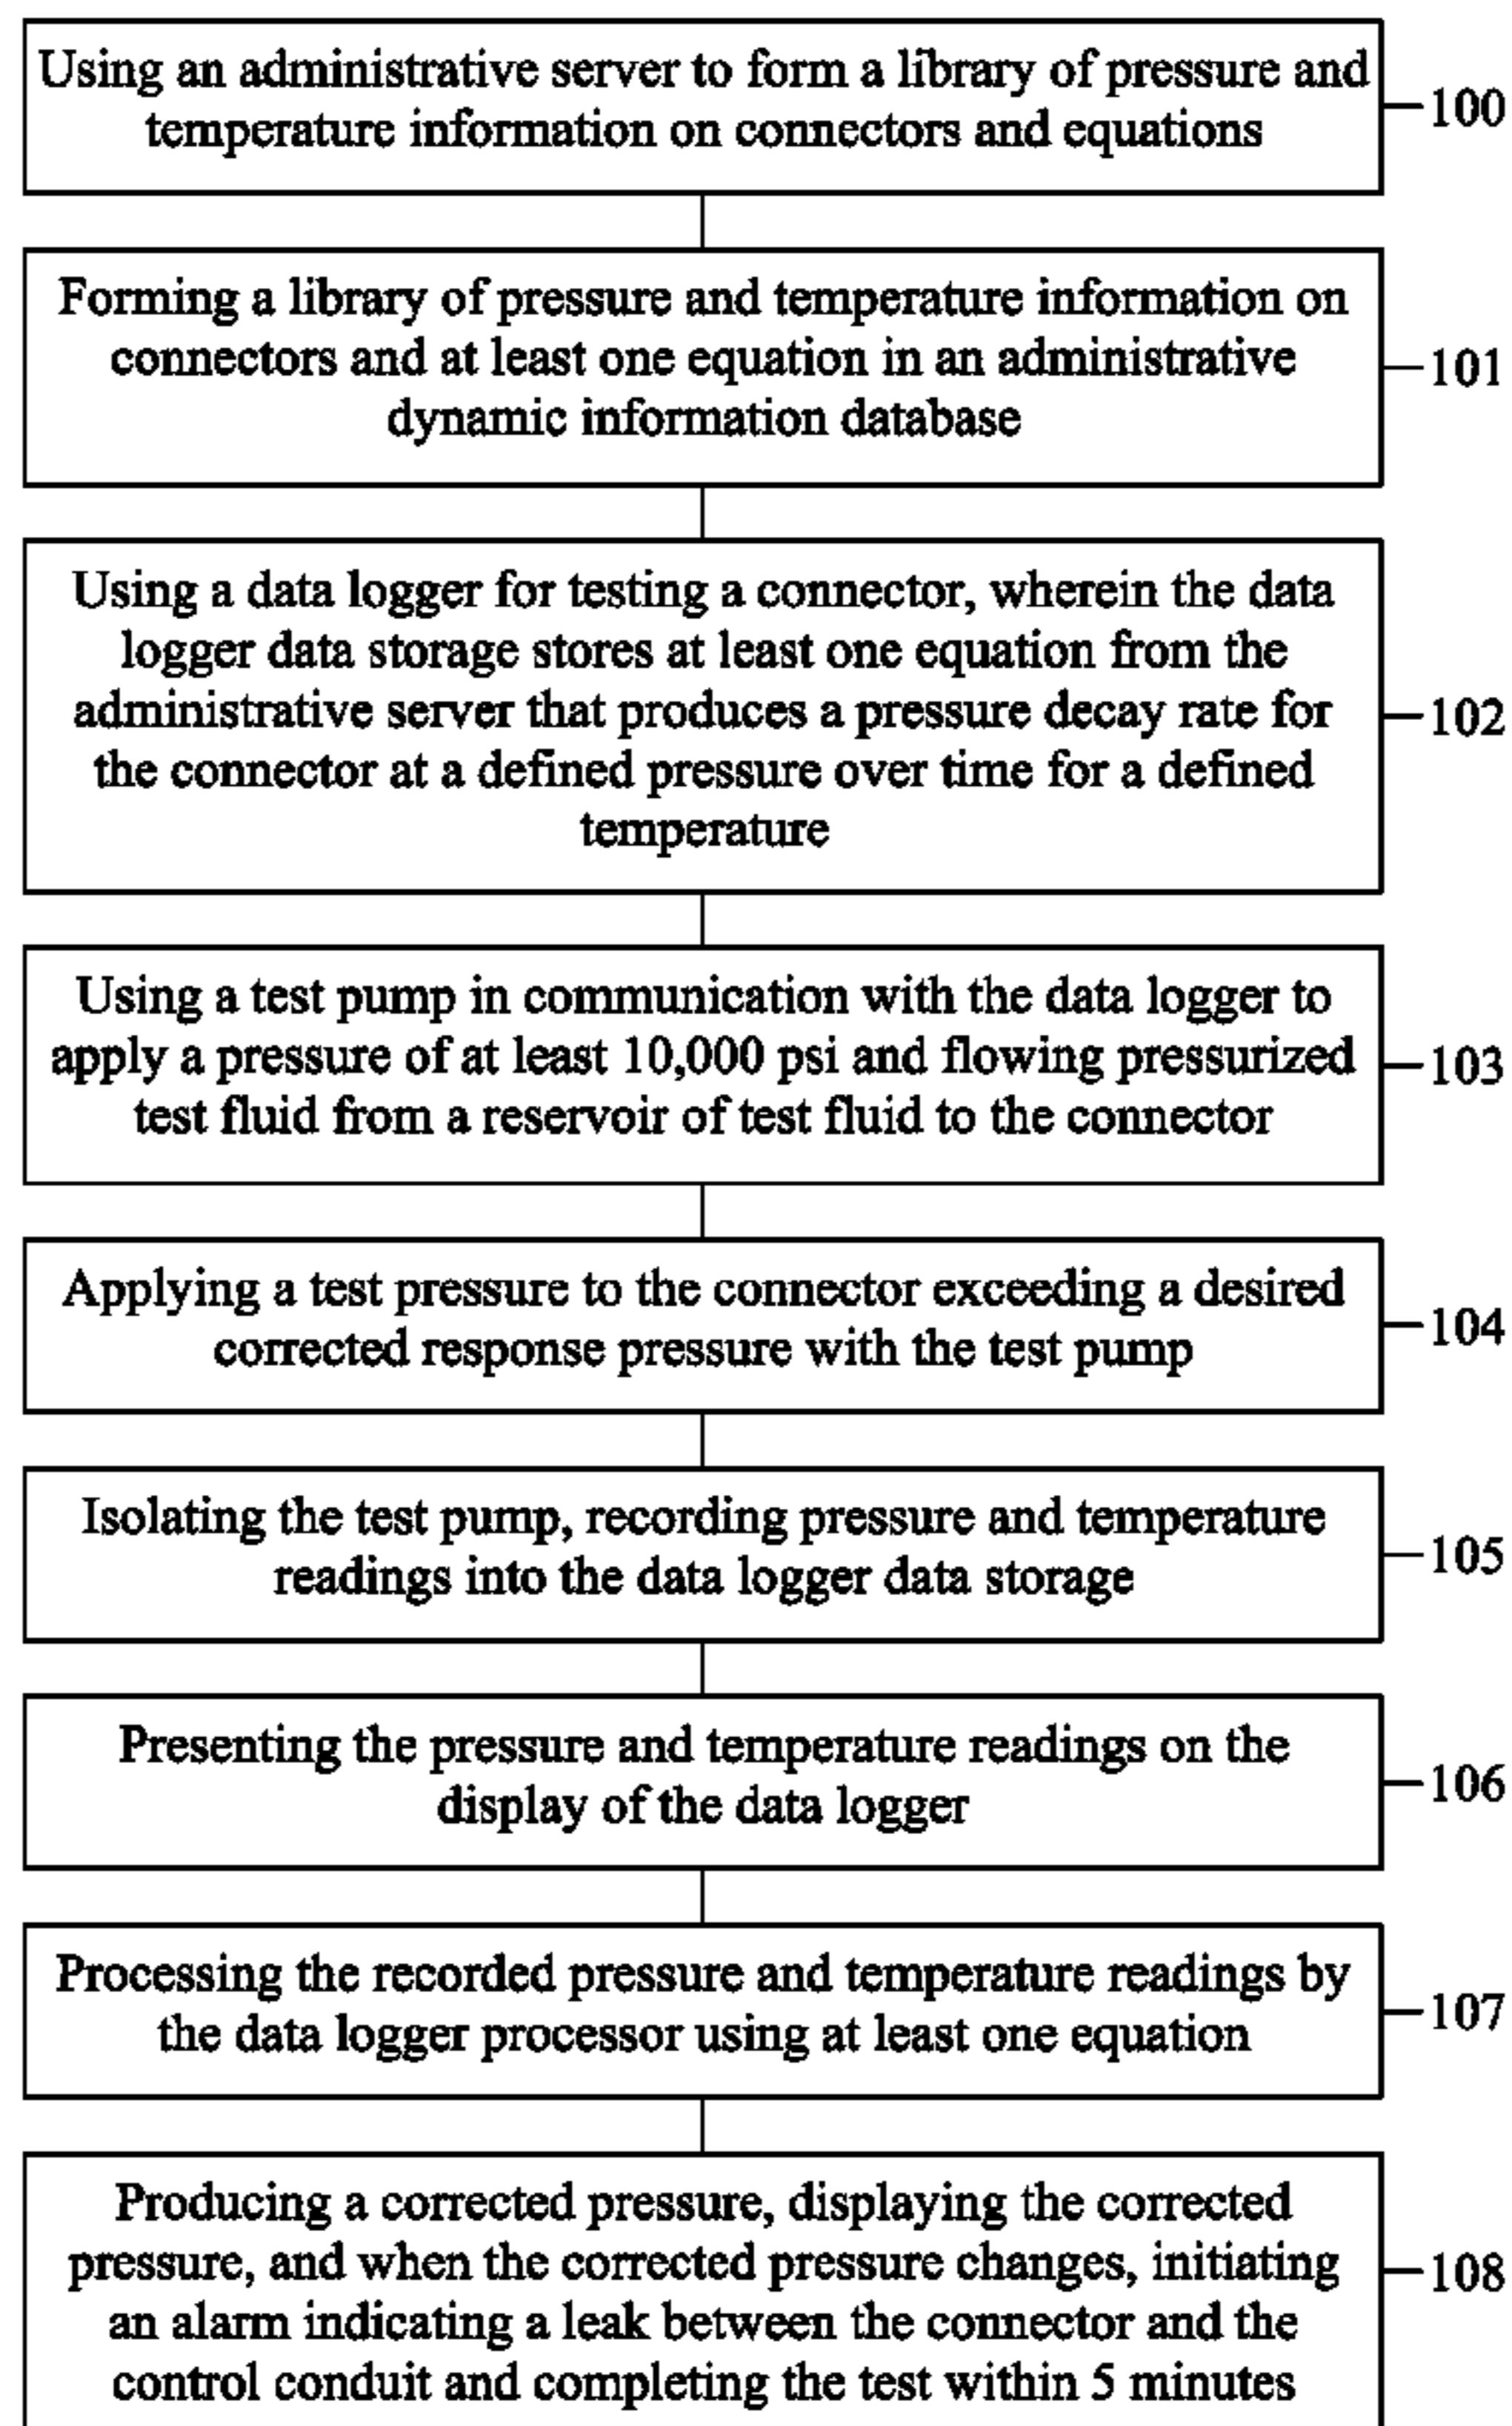 Using an administrative server to form a library of pressure and
temperature information on connectors and equations
100
Forming a library of pressure and temperature information on
connectors and at least one equation in an administrative
dynamic information database
101
Using a data logger for testing a connector, wherein the data
logger data storage stores at least one equation from the
administrative server that produces a pressure decay rate for
the connector at a defined pressure over time for a defined
temperature
102
Using a test pump in communication with the data logger to
apply a pressure of at least 10,000 psi and flowing pressurized
test fluid from a reservoir of test fluid to the connector
103
Applying a test pressure to the connector exceeding a desired
corrected response pressure with the test pump
104
Isolating the test pump, recording pressure and temperature
readings into the data logger data storage
105
Presenting the pressure and temperature readings on the
display of the data logger
106
Processing the recorded pressure and temperature readings by
the data logger processor using at least one equation
107
Producing a corrected pressure, displaying the corrected
pressure, and when the corrected pressure changes, initiating
an alarm indicating a leak between the connector and the
control conduit and completing the test within 5 minutes
108